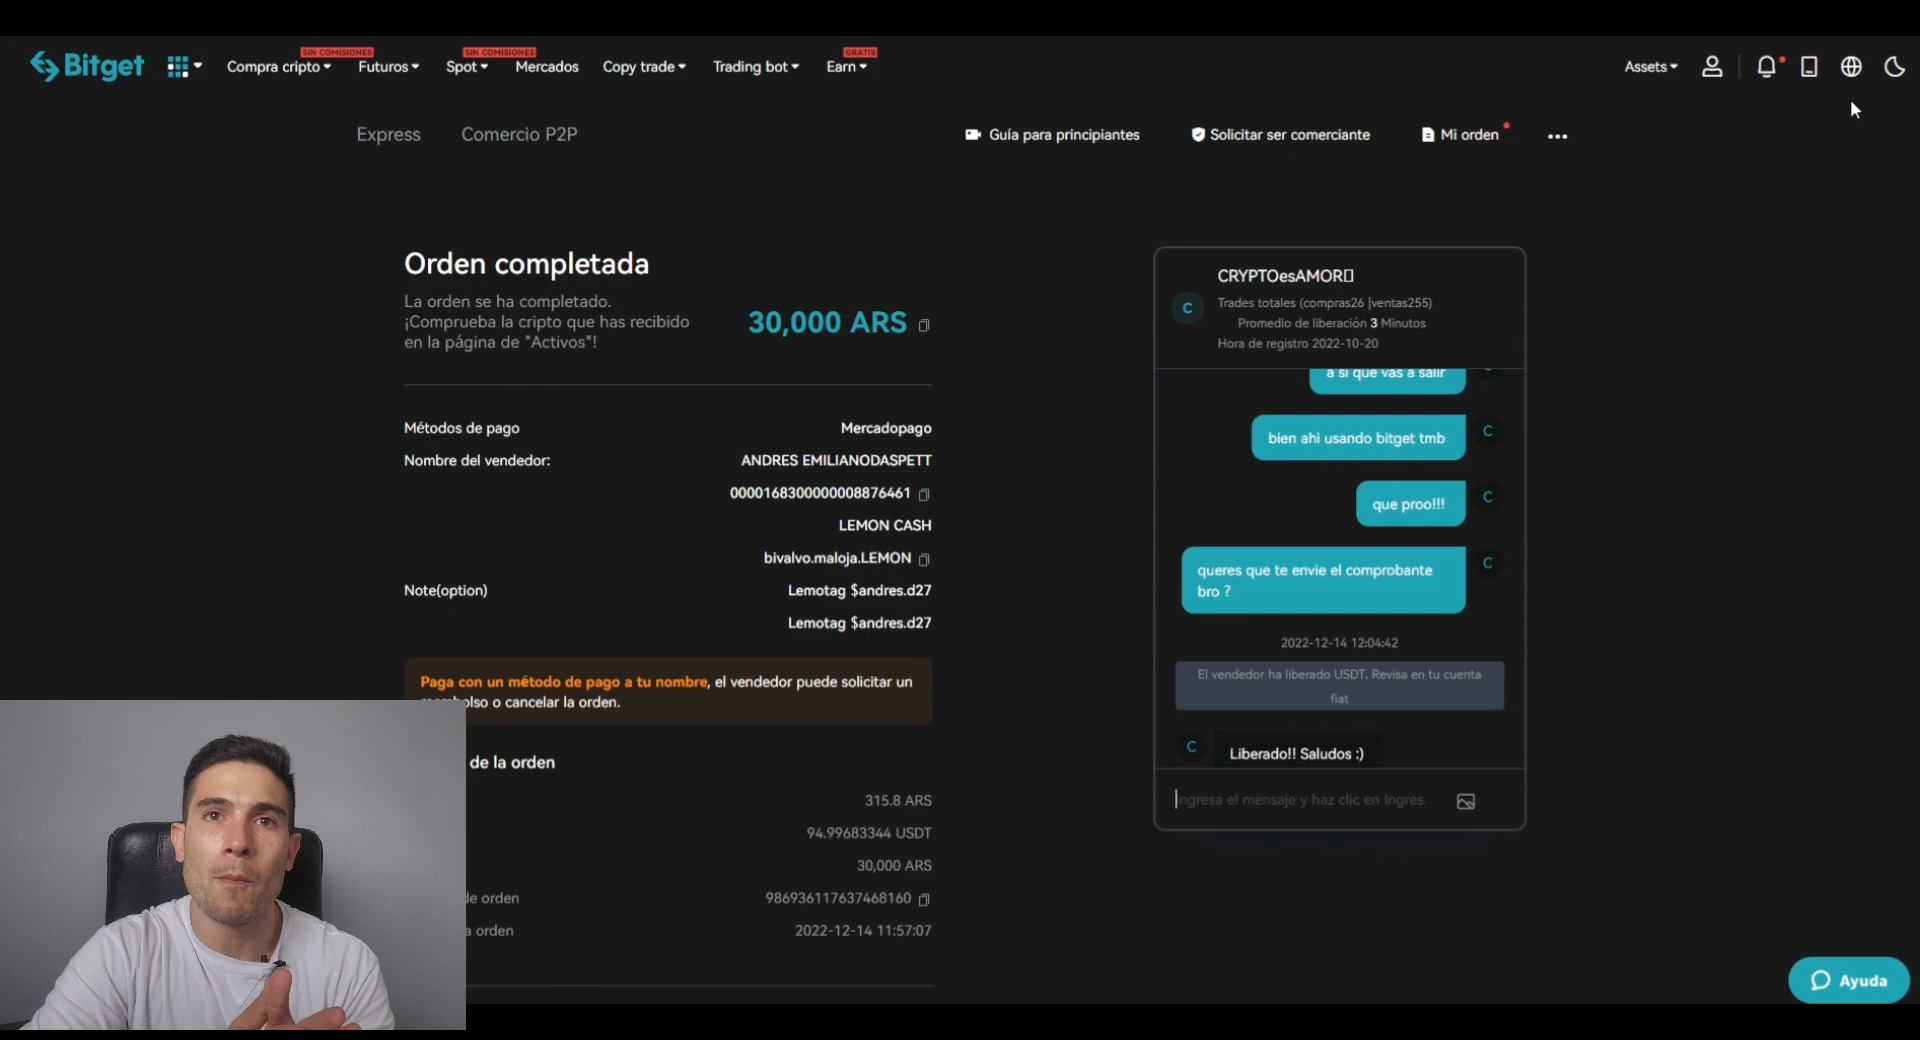 Bitget
SIN COMISIONES
SIN COMISIONES
GRATIS
Compra cripto
Futuros
Spot
Mercados
Copy trade
Trading bot
Earn
Assets
Express
Comercio P2P
Guía para principiantes
Solicitar ser comerciante
Mi orden
Orden completada
La orden se ha completado.
¡Comprueba la cripto que has recibido
en la página de "Activos"!
30,000 ARS
Métodos de pago
Mercadopago
Nombre del vendedor:
ANDRES EMILIANODASPETT
0000168300000008876461
LEMON CASH
bivalvo.maloja.LEMON
Note(option)
Lemotag $andres.d27
Lemotag $andres.d27
Paga con un método de pago a tu nombre, el vendedor puede solicitar un
o cancelar la orden.
de la orden
315.8 ARS
94.99683344 USDT
30,000 ARS
de orden
986936117637468160
a orden
2022-12-14 11:57:07
CRYPTOesAMOR
C
Trades totales (compras26 |ventas255)
Promedio de liberación 3 Minutos
Hora de registro 2022-10-20
a si que vas a salir
bien ahi usando bitget tmb
C
que proo!!!
C
queres que te envie el comprobante
bro ?
C
2022-12-14 12:04:42
El vendedor ha liberado USDT. Revisa en tu cuenta
fiat
C
Liberado!! Saludos :)
Ingresa el mensaje y haz clic en Ingres
Ayuda